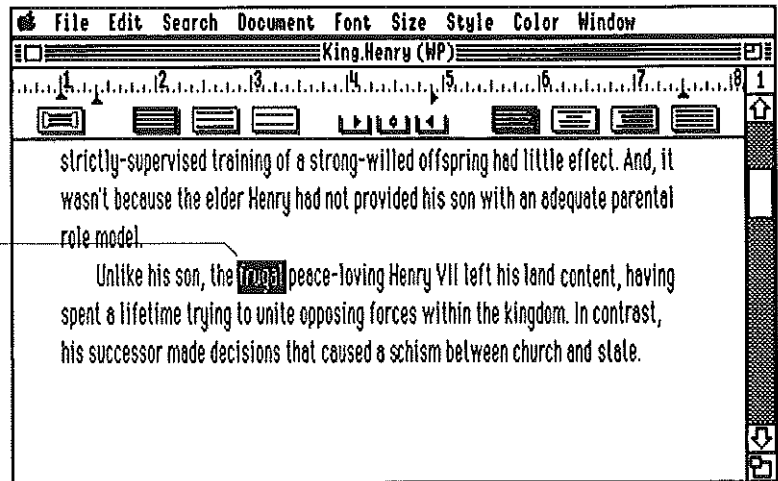 File Edit Search Document Font Size Style Color Window
King.Henry (WP)
1 2 3 4 5 6 7 8 1
strictly-supervised training of a strong-willed offspring had little effect. And, it
wasn't because the elder Henry had not provided his son with an adequate parental
role model.
Unlike his son, the frugal peace-loving Henry VII left his land content, having
spent a lifetime trying to unite opposing forces within the kingdom. In contrast,
his successor made decisions that caused a schism between church and state.